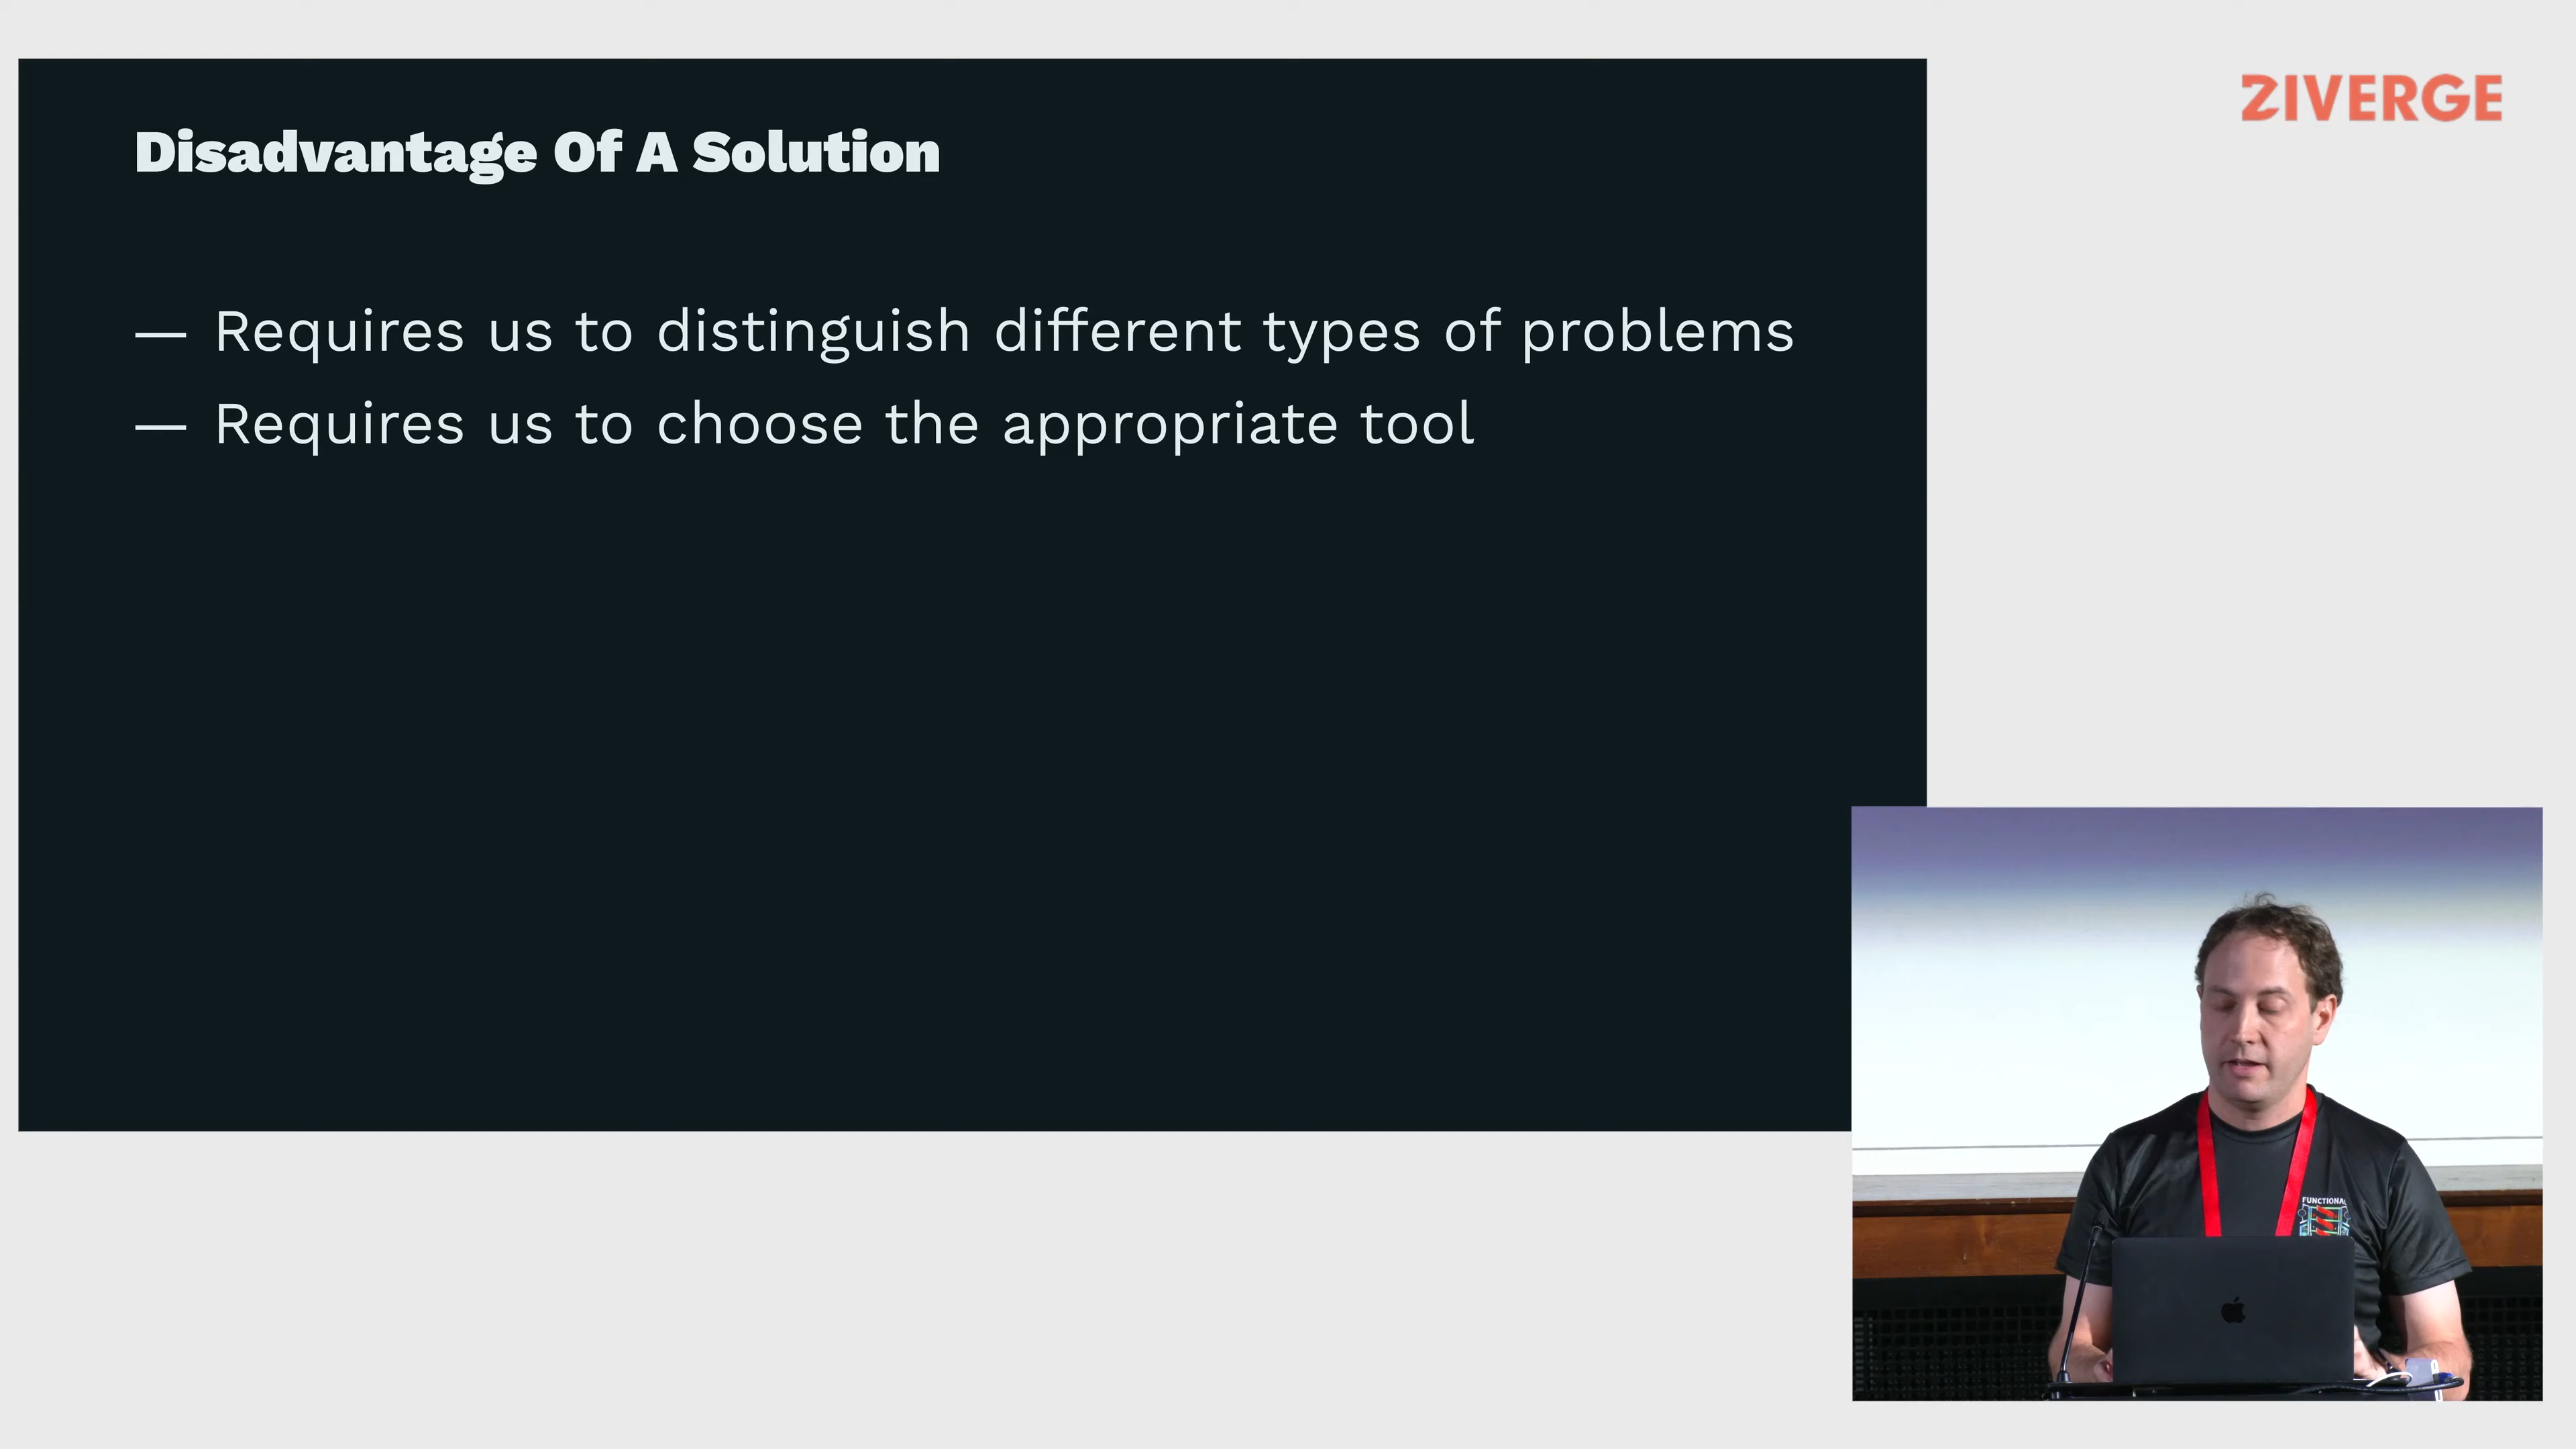 Disadvantage Of A Solution
— Requires us to distinguish different types of problems
— Requires us to choose the appropriate tool
ZIVERGE
FUNCTIONAL